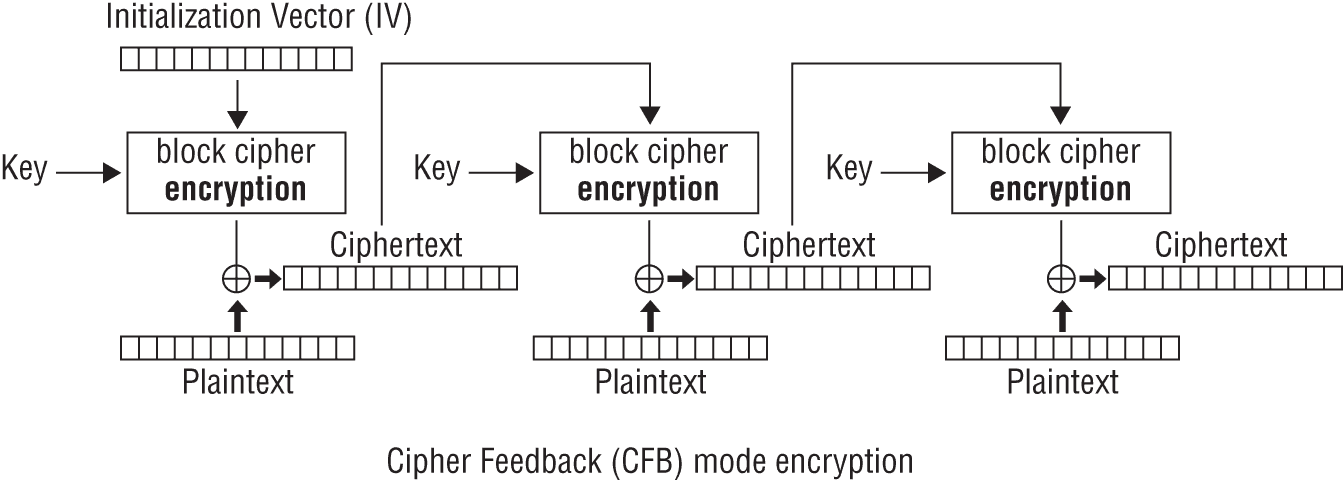 Initialization Vector (IV)
Key
block cipher
encryption
Key
block cipher
encryption
Key
block cipher
encryption
Ciphertext
Ciphertext
Ciphertext
Plaintext
Plaintext
Plaintext
Cipher Feedback (CFB) mode encryption